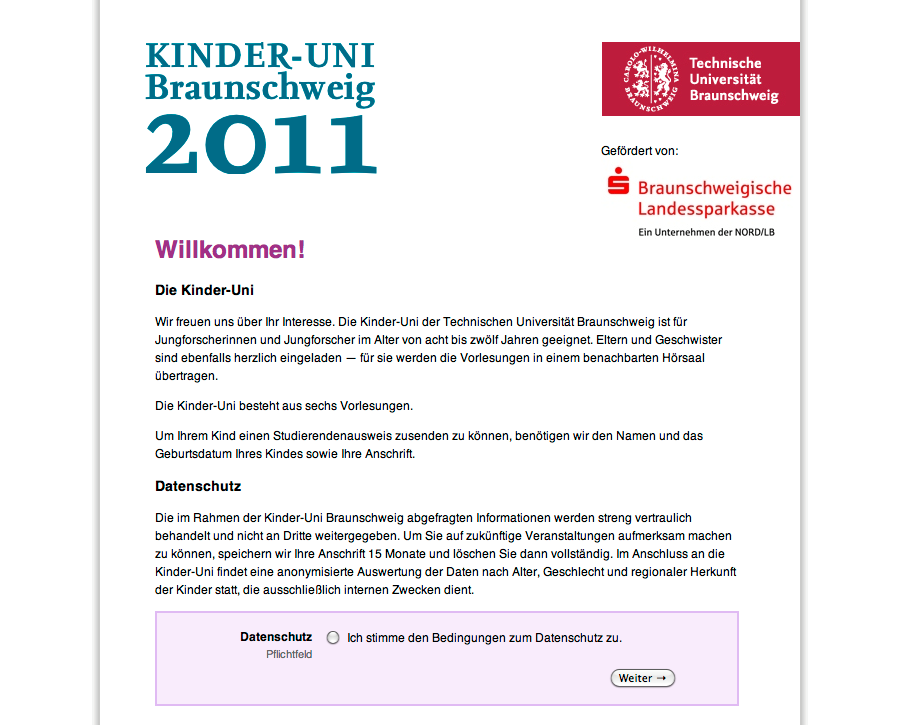 KINDER-UNI
Braunschweig
2011
CAROLO-WILHELMINA
BRAUNSCHWEIG
Technische
Universität
Braunschweig
Gefördert von:
Braunschweigische
Landessparkasse
Ein Unternehmen der NORD/LB
Willkommen!
Die Kinder-Uni
Wir freuen uns über Ihr Interesse. Die Kinder-Uni der Technischen Universität Braunschweig ist für
Jungforscherinnen und Jungforscher im Alter von acht bis zwölf Jahren geeignet. Eltern und Geschwister
sind ebenfalls herzlich eingeladen — für sie werden die Vorlesungen in einem benachbarten Hörsaal
übertragen.
Die Kinder-Uni besteht aus sechs Vorlesungen.
Um Ihrem Kind einen Studierendenausweis zusenden zu können, benötigen wir den Namen und das
Geburtsdatum Ihres Kindes sowie Ihre Anschrift.
Datenschutz
Die im Rahmen der Kinder-Uni Braunschweig abgefragten Informationen werden streng vertraulich
behandelt und nicht an Dritte weitergegeben. Um Sie auf zukünftige Veranstaltungen aufmerksam machen
zu können, speichern wir Ihre Anschrift 15 Monate und löschen Sie dann vollständig. Im Anschluss an die
Kinder-Uni findet eine anonymisierte Auswertung der Daten nach Alter, Geschlecht und regionaler Herkunft
der Kinder statt, die ausschließlich internen Zwecken dient.
Datenschutz Ich stimme den Bedingungen zum Datenschutz zu.
Pflichtfeld
Weiter →